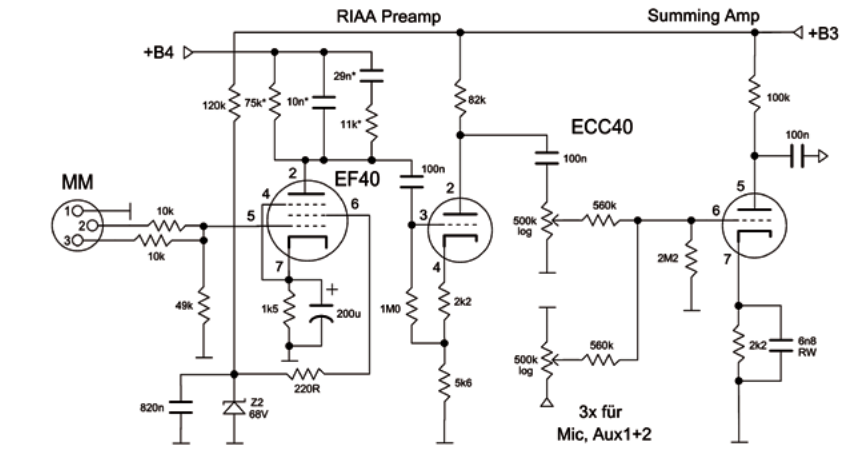 RIAA Preamp
Summing Amp
+B3
+B4
29n*
120k
75k*
10n*
82k
100k
11k*
ECC40
100n
100n
100n
MM
2
EF40
2
5
1
4
6
3
6
2
10k
5
500k
log
560k
3
10k
7
4
2M2
7
49k
1k5
+
200u
1M0
2k2
560k
2k2
6n8
RW
500k
log
220R
5k6
820n
Z2
68V
3x für
Mic, Aux1+2